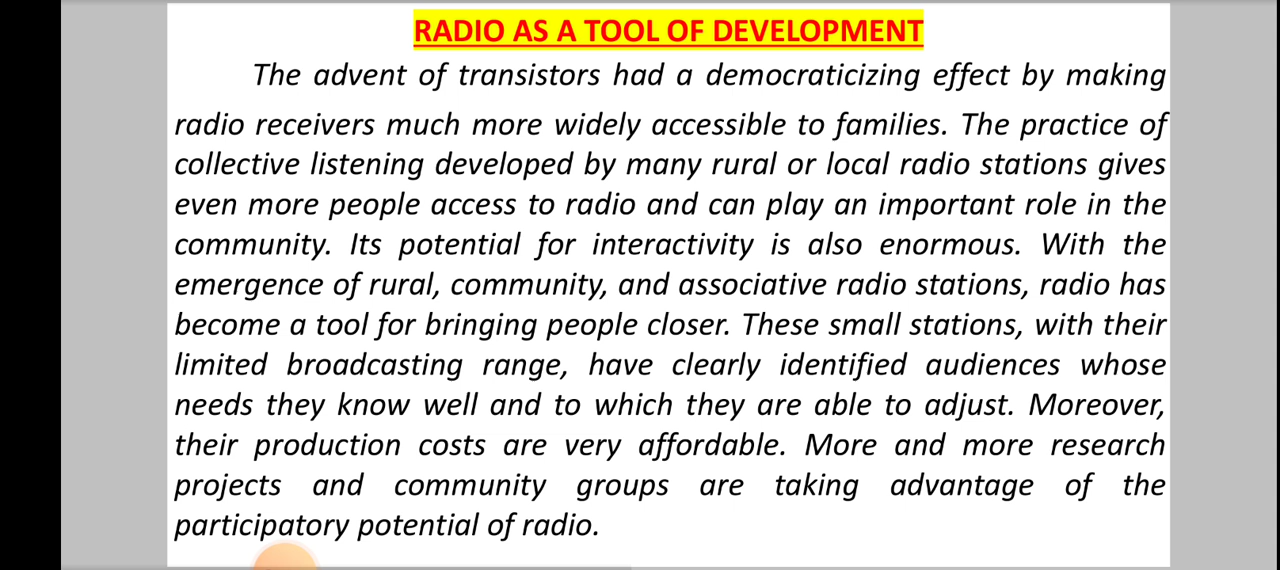 RADIO AS A TOOL OF DEVELOPMENT
The advent of transistors had a democraticizing effect by making
radio receivers much more widely accessible to families. The practice of
collective listening developed by many rural or local radio stations gives
even more people access to radio and can play an important role in the
community. Its potential for interactivity is also enormous. With the
emergence of rural, community, and associative radio stations, radio has
become a tool for bringing people closer. These small stations, with their
limited broadcasting range, have clearly identified audiences whose
needs they know well and to which they are able to adjust. Moreover,
their production costs are very affordable. More and more research
projects and community groups are taking advantage of the
participatory potential of radio.